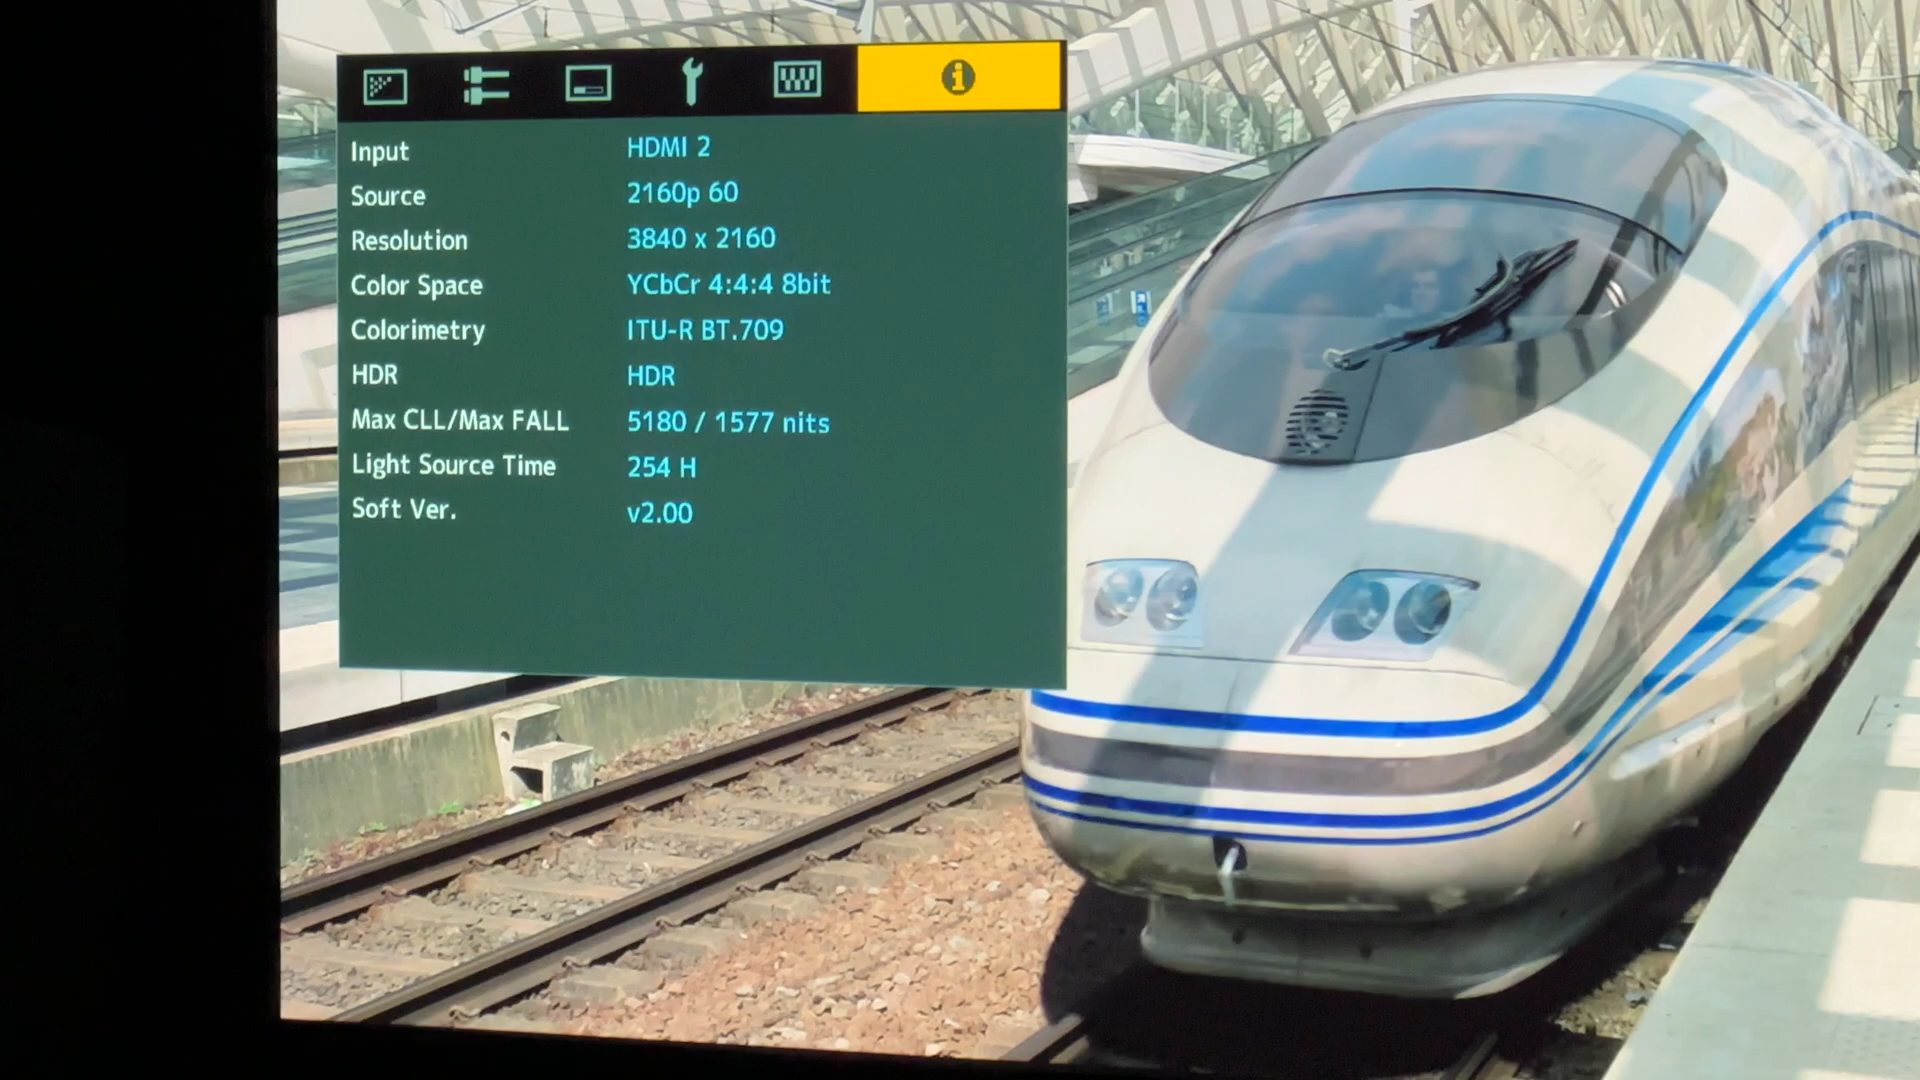 Input HDMI 2
Source 2160p 60
Resolution 3840 x 2160
Color Space YCbCr 4:4:4 8bit
Colorimetry ITU-R BT.709
HDR HDR
Max CLL/Max FALL 5180 / 1577 nits
Light Source Time 254 H
Soft Ver. v2.00